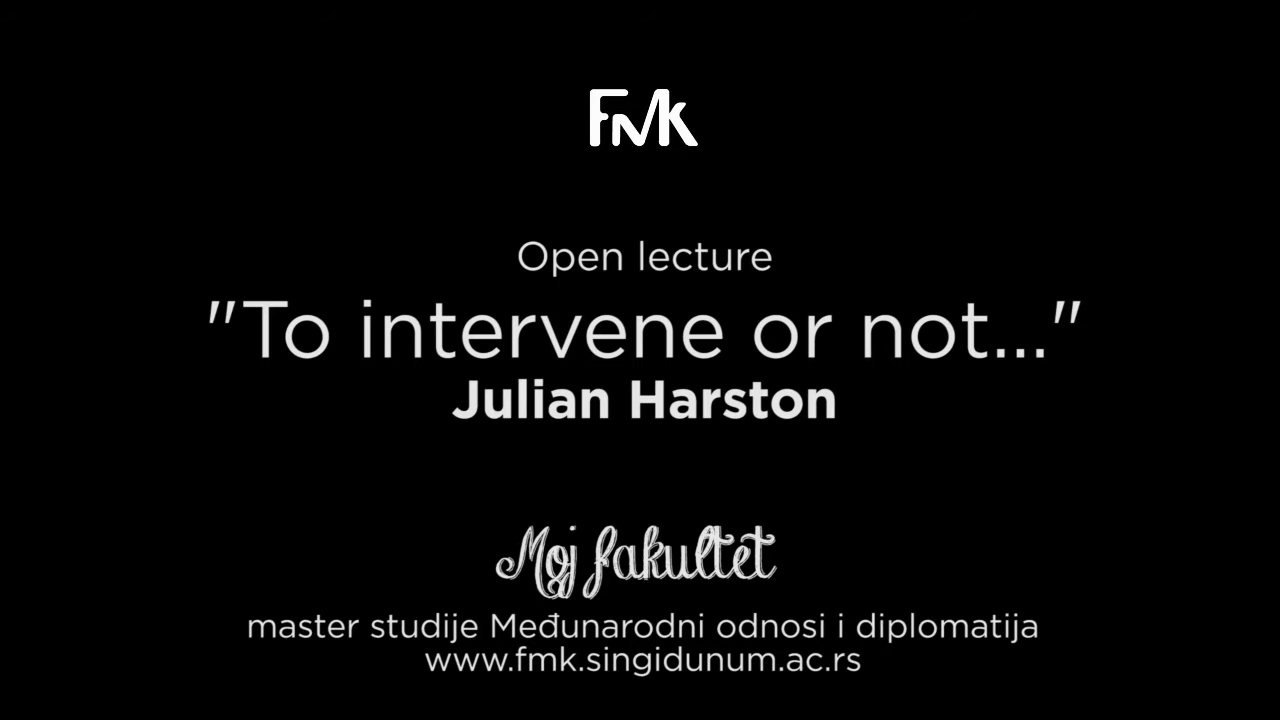 FMK
Open lecture
"To intervene or not..."
Julian Harston
Moj fakultet
master studije Međunarodni odnosi i diplomatija
www.fmk.singidunum.ac.rs